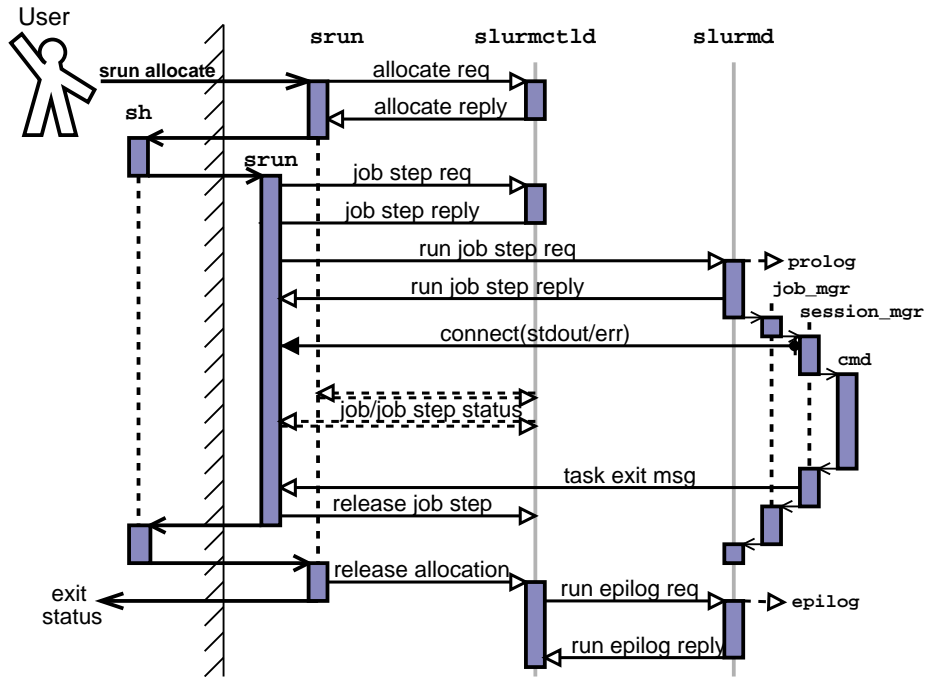 User
srun slurmctld slurmd
srun allocate
allocate req
allocate reply
sh
srun
job step req
job step reply
run job step req
prolog
run job step reply
job_mgr
session_mgr
connect(stdout/err)
cmd
job/job step status
task exit msg
release job step
release allocation
exit
status
run epilog req
epilog
run epilog reply